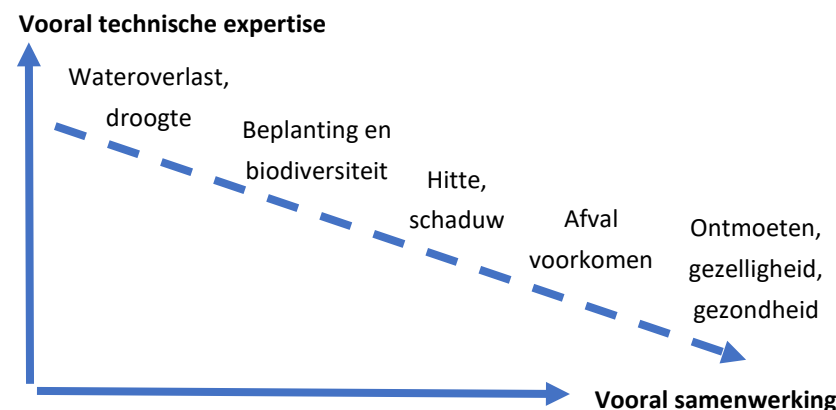 Vooral technische expertise
Wateroverlast,
droogte
Beplanting en
biodiversiteit
Hitte,
schaduw
Afval
voorkomen
Ontmoeten,
gezelligheid,
gezondheid
Vooral samenwerking